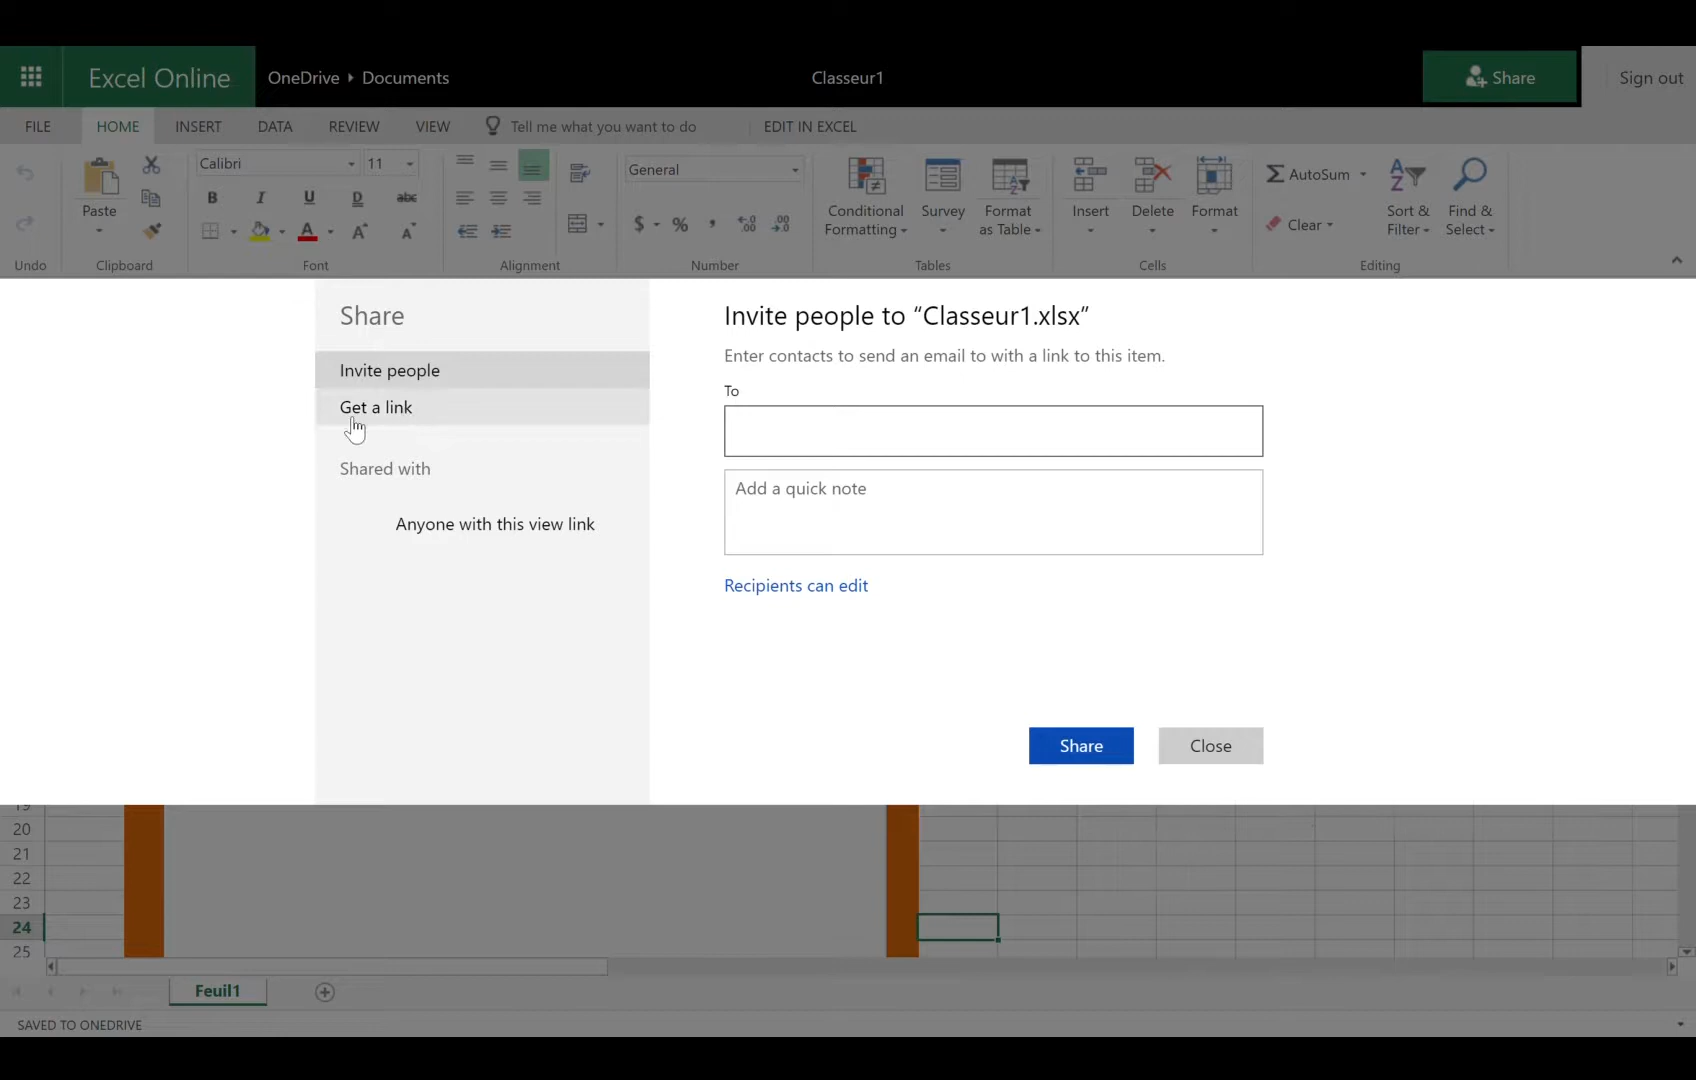 Excel Online
OneDrive ▸ Documents
Classeur1
Share
Sign out
FILE
HOME
INSERT
DATA
REVIEW
VIEW
Tell me what you want to do
EDIT IN EXCEL
Calibri
11
General
AutoSum
Paste
B
I
U
D
abc
Conditional
Formatting
Survey
Format
as Table
Insert
Delete
Format
Clear
Sort &
Filter
Find &
Select
A
A
A
$
%
,
Undo
Clipboard
Font
Alignment
Number
Tables
Cells
Editing
Share
Invite people
Get a link
Shared with
Anyone with this view link
Invite people to “Classeur1.xlsx”
Enter contacts to send an email to with a link to this item.
To
Add a quick note
Recipients can edit
Share
Close
19
20
21
22
23
24
25
Feuil1
SAVED TO ONEDRIVE